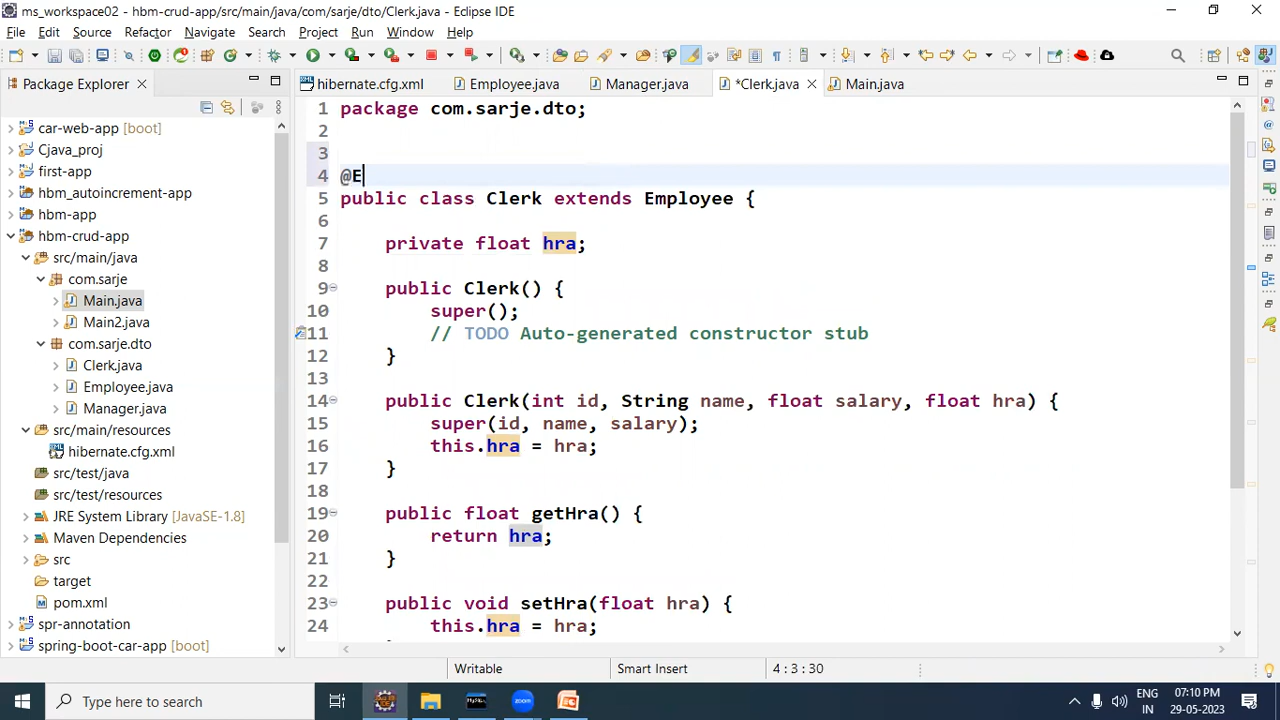 ms_workspace02 - hbm-crud-app/src/main/java/com/sarje/dto/Clerk.java - Eclipse IDE
File Edit Source Refactor Navigate Search Project Run Window Help
Package Explorer
hibernate.cfg.xml Employee.java Manager.java *Clerk.java Main.java
car-web-app [boot]
Cjava_proj
first-app
hbm_autoincrement-app
hbm-app
hbm-crud-app
src/main/java
com.sarje
Main.java
Main2.java
com.sarje.dto
Clerk.java
Employee.java
Manager.java
src/main/resources
hibernate.cfg.xml
src/test/java
src/test/resources
JRE System Library [JavaSE-1.8]
Maven Dependencies
src
target
pom.xml
spr-annotation
spring-boot-car-app [boot]
1 package com.sarje.dto;
2
3
4 @E
5 public class Clerk extends Employee {
6
7 private float hra;
8
9 public Clerk() {
10 super();
11 // TODO Auto-generated constructor stub
12 }
13
14 public Clerk(int id, String name, float salary, float hra) {
15 super(id, name, salary);
16 this.hra = hra;
17 }
18
19 public float getHra() {
20 return hra;
21 }
22
23 public void setHra(float hra) {
24 this.hra = hra;
Writable Smart Insert 4 : 3 : 30
Type here to search
zoom
ENG
IN
07:10 PM
29-05-2023